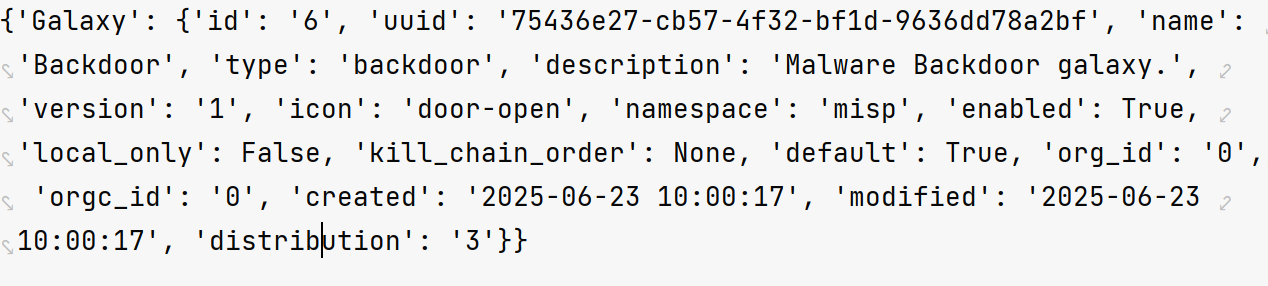 {'Galaxy': {'id': '6', 'uuid': '75436e27-cb57-4f32-bf1d-9636dd78a2bf', 'name':
'Backdoor', 'type': 'backdoor', 'description': 'Malware Backdoor galaxy.',
'version': '1', 'icon': 'door-open', 'namespace': 'misp', 'enabled': True,
'local_only': False, 'kill_chain_order': None, 'default': True, 'org_id': '0',
'orgc_id': '0', 'created': '2025-06-23 10:00:17', 'modified': '2025-06-23
10:00:17', 'distribution': '3'}}